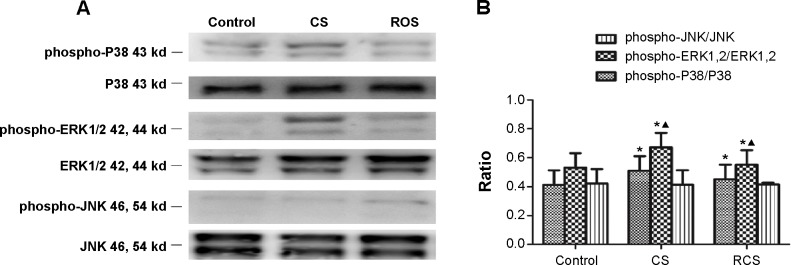 A
Control CS ROS
phospho-P38 43 kd
P38 43 kd
phospho-ERK1/2 42, 44 kd
ERK1/2 42, 44 kd
phospho-JNK 46, 54 kd
JNK 46, 54 kd
B
phospho-JNK/JNK
phospho-ERK1,2/ERK1,2
phospho-P38/P38
Ratio
1.0
0.8
0.6
0.4
0.2
0.0
* *▲ * *▲
Control CS RCS